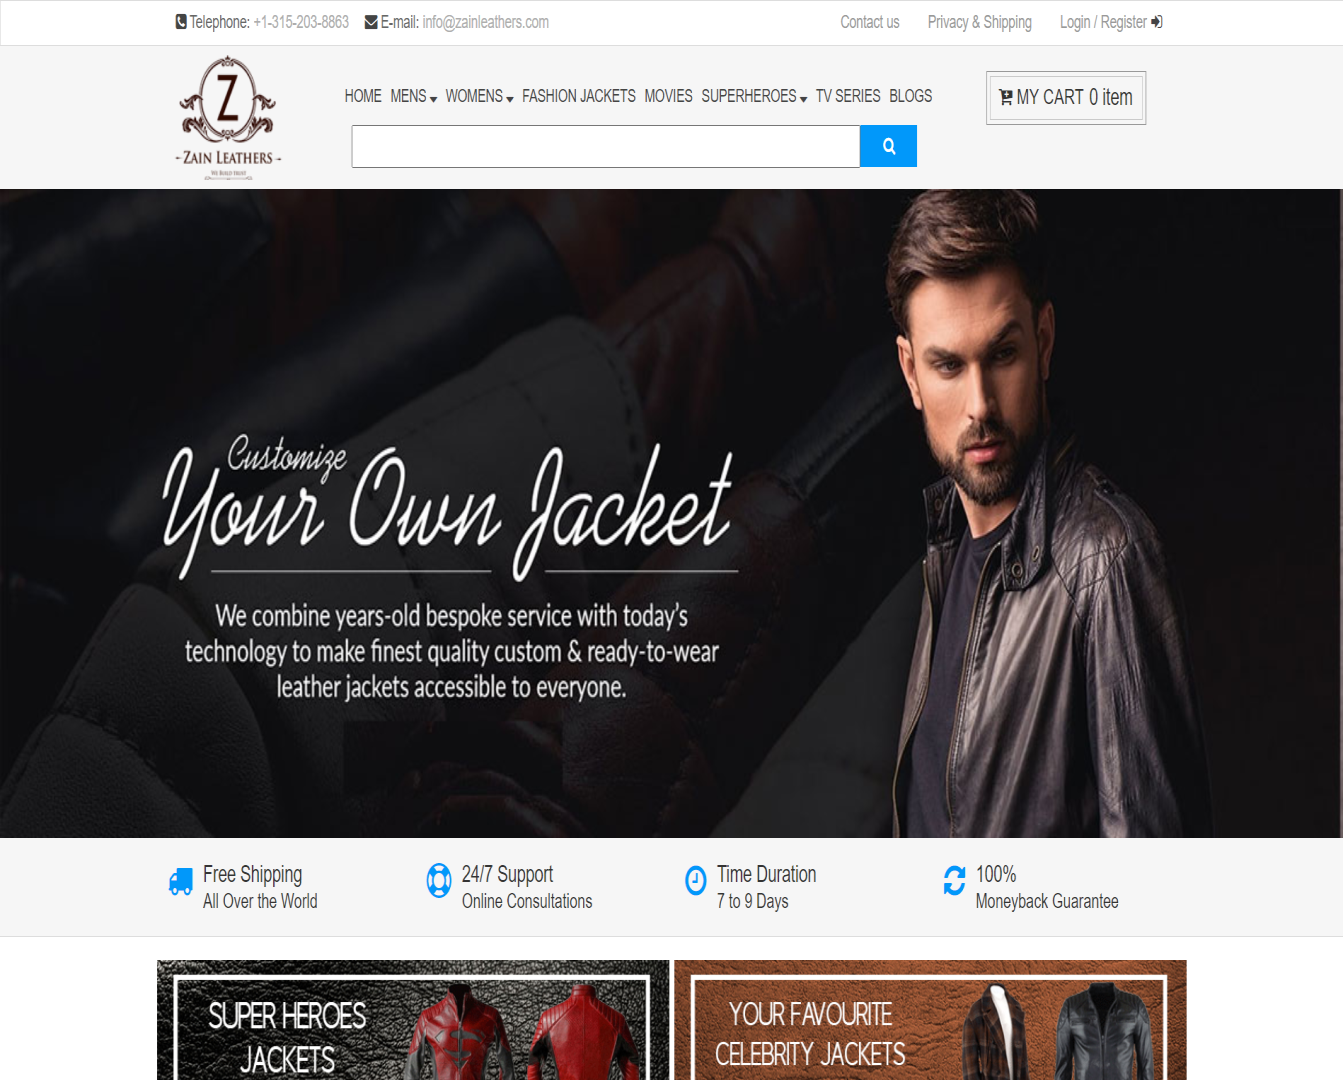 Telephone: +1-315-203-8863 E-mail: info@zainleathers.com Contact us Privacy & Shipping Login / Register
Z
- ZAIN LEATHERS -
WE BUILD TRUST
HOME MENS WOMENS FASHION JACKETS MOVIES SUPERHEROES TV SERIES BLOGS
MY CART 0 item
Customize
Your Own Jacket
We combine years-old bespoke service with today's
technology to make finest quality custom & ready-to-wear
leather jackets accessible to everyone.
Free Shipping
All Over the World
24/7 Support
Online Consultations
Time Duration
7 to 9 Days
100%
Moneyback Guarantee
SUPER HEROES
JACKETS
YOUR FAVOURITE
CELEBRITY JACKETS